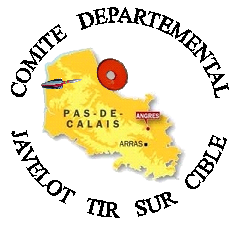 COMITE DEPARTEMENTAL
PAS-DE-
CALAIS
ANGRES
ARRAS
JAVELOT TIR SUR CIBLE